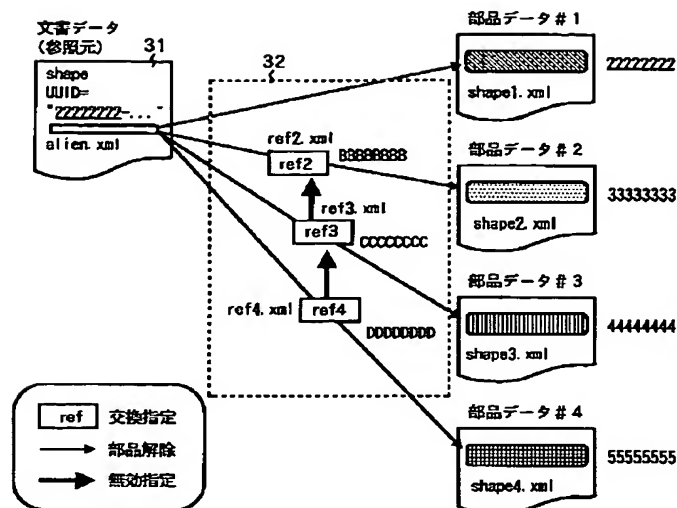 文書データ
(参照元)
31
shape
UUID=
"22222222-..."
alien.xml
32
ref2.xml
ref2
BBBBBBBB
ref3.xml
ref3
CCCCCCCC
ref4.xml
ref4
DDDDDDDD
部品データ#1
shape1.xml
22222222
部品データ#2
shape2.xml
33333333
部品データ#3
shape3.xml
44444444
部品データ#4
shape4.xml
55555555
ref 交換指定
部品解除
無効指定